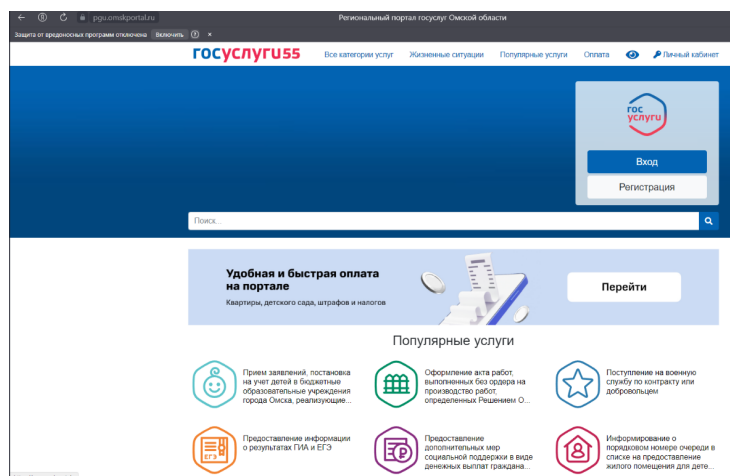 pgu.omskportal.ru
Региональный портал госуслуг Омской области
Защита от вредоносных программ отключена Включить
госуслуги55 Все категории услуг Жизненные ситуации Популярные услуги Оплата Личный кабинет
гос
услуги
Вход
Регистрация
Поиск...
Удобная и быстрая оплата
на портале
Квартиры, детского сада, штрафов и налогов
Перейти
Популярные услуги
Прием заявлений, постановка
на учет детей в бюджетные
образовательные учреждения
города Омска, реализующие...
Оформление акта работ,
выполненных без ордера на
производство работ,
определенных Решением О...
Поступление на военную
службу по контракту или
добровольцем
ЕГЭ
Предоставление информации
о результатах ГИА и ЕГЭ
Предоставление
дополнительных мер
социальной поддержки в виде
денежных выплат граждана...
Информирование о
порядковом номере очереди в
списке на предоставление
жилого помещения для дете...